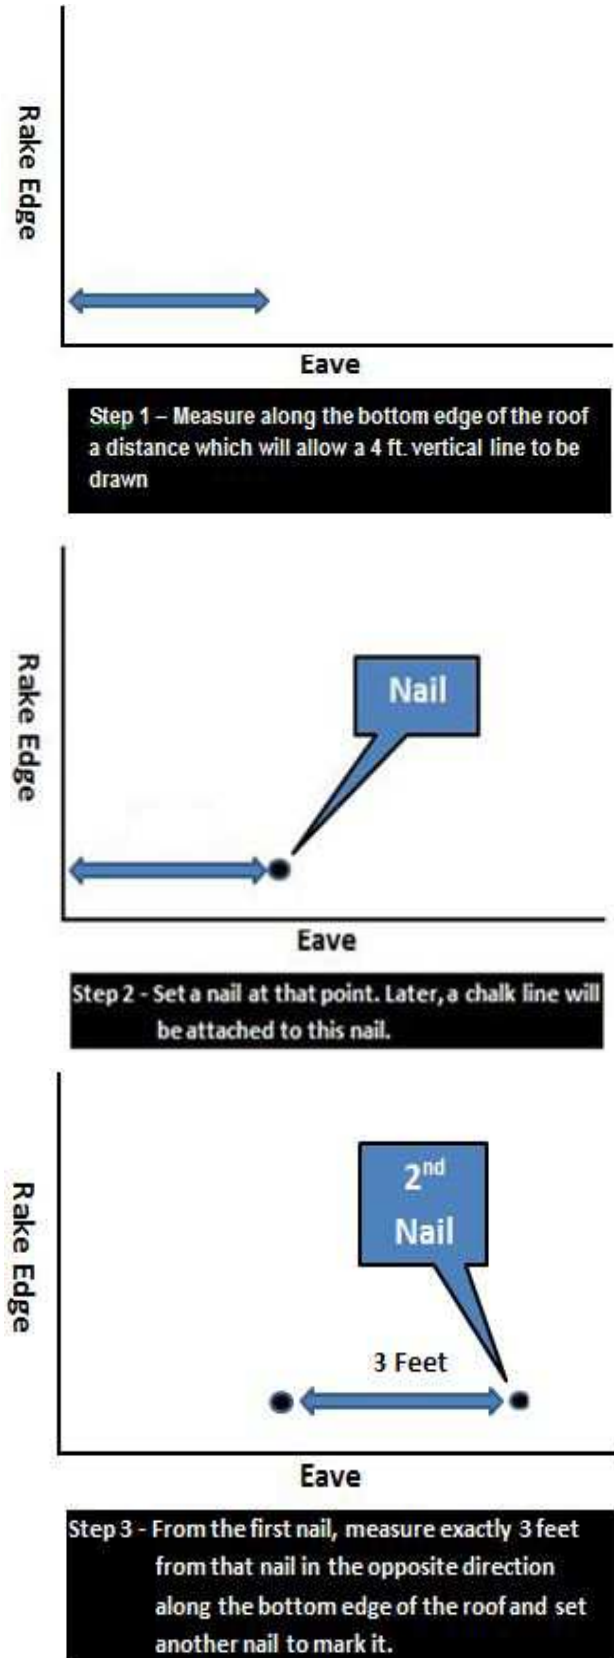 Rake Edge
Eave
Step 1 – Measure along the bottom edge of the roof
a distance which will allow a 4 ft. vertical line to be
drawn
Rake Edge
Nail
Eave
Step 2 - Set a nail at that point. Later, a chalk line will
be attached to this nail.
Rake Edge
2nd
Nail
3 Feet
Eave
Step 3 - From the first nail, measure exactly 3 feet
from that nail in the opposite direction
along the bottom edge of the roof and set
another nail to mark it.